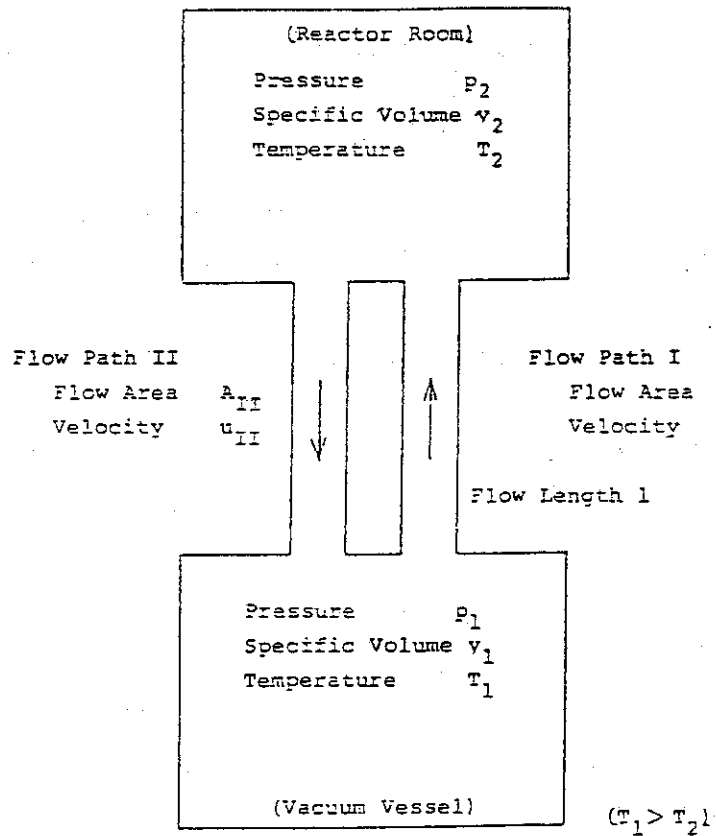 (Reactor Room)
Pressure p2
Specific Volume v2
Temperature T2
Flow Path II
Flow Area AII
Velocity uII
Flow Path I
Flow Area
Velocity
Flow Length l
Pressure p1
Specific Volume v1
Temperature T1
(Vacuum Vessel)
(T1 > T2)